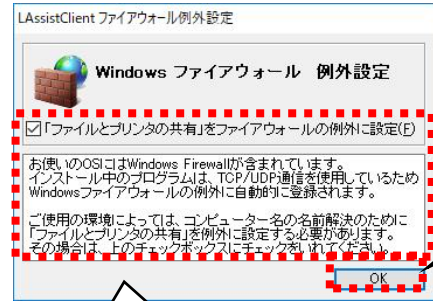 LAssistClient ファイアウォール例外設定
Windows ファイアウォール 例外設定
「ファイルとプリンタの共有」をファイアウォールの例外に設定(F)
お使いのOSにはWindows Firewallが含まれています。
インストール中のプログラムは、TCP/UDP通信を使用しているため
Windowsファイアウォールの例外に自動的に登録されます。
ご使用の環境によっては、コンピューター名の名前解決のために
「ファイルとプリンタの共有」を例外に設定する必要があります。
その場合は、上のチェックボックスにチェックをいれてください。
OK